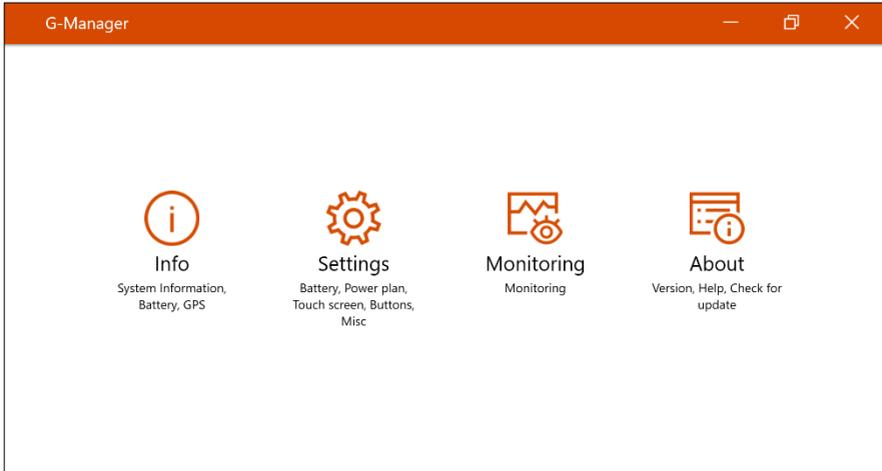 G-Manager
Info
System Information,
Battery, GPS
Settings
Battery, Power plan,
Touch screen, Buttons,
Misc
Monitoring
Monitoring
About
Version, Help, Check for
update